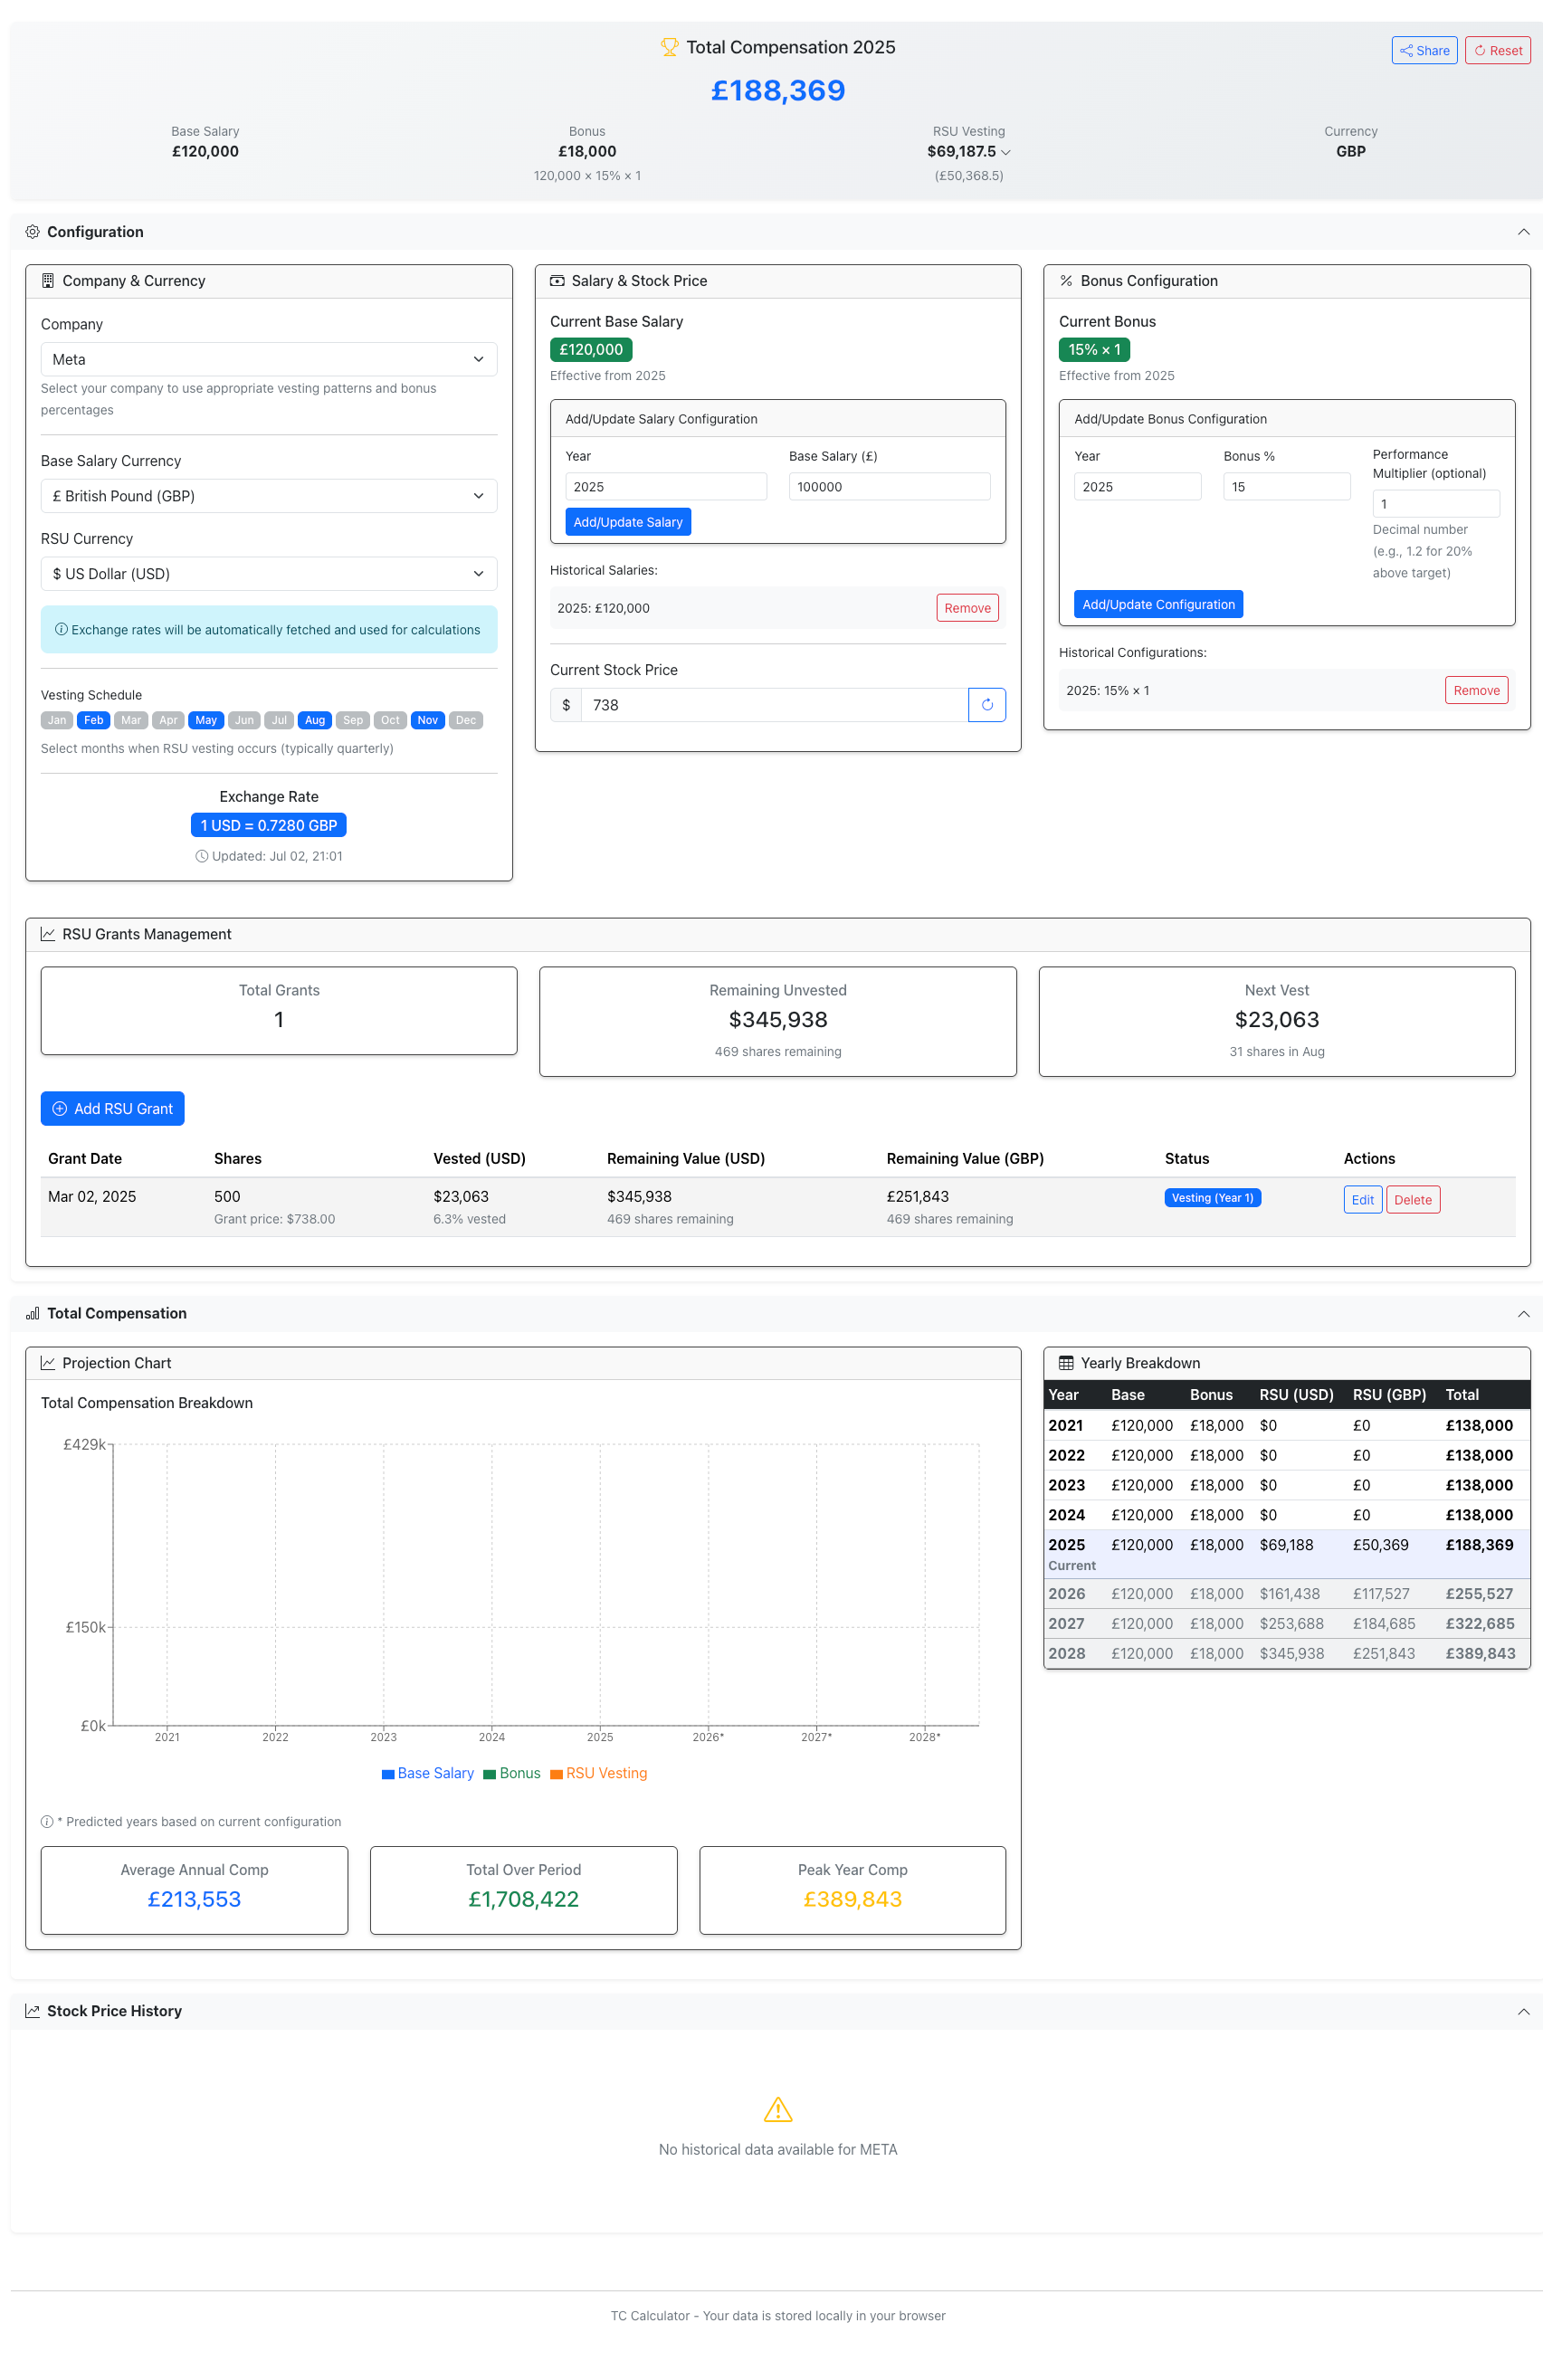 Total Compensation 2025
Share
Reset
£188,369
Base Salary
£120,000
Bonus
£18,000
120,000 × 15% × 1
RSU Vesting
$69,187.5
(£50,368.5)
Currency
GBP
Configuration
Company & Currency
Company
Meta
Select your company to use appropriate vesting patterns and bonus
percentages
Base Salary Currency
£ British Pound (GBP)
RSU Currency
$ US Dollar (USD)
Exchange rates will be automatically fetched and used for calculations
Vesting Schedule
Jan Feb Mar Apr May Jun Jul Aug Sep Oct Nov Dec
Select months when RSU vesting occurs (typically quarterly)
Exchange Rate
1 USD = 0.7280 GBP
Updated: Jul 02, 21:01
Salary & Stock Price
Current Base Salary
£120,000
Effective from 2025
Add/Update Salary Configuration
Year Base Salary (£)
2025 100000
Add/Update Salary
Historical Salaries:
2025: £120,000 Remove
Current Stock Price
$ 738
Bonus Configuration
Current Bonus
15% × 1
Effective from 2025
Add/Update Bonus Configuration
Year
2025
Bonus %
15
Performance
Multiplier (optional)
1
Decimal number
(e.g., 1.2 for 20%
above target)
Add/Update Configuration
Historical Configurations:
2025: 15% × 1 Remove
RSU Grants Management
Total Grants
1
Remaining Unvested
$345,938
469 shares remaining
Next Vest
$23,063
31 shares in Aug
Add RSU Grant
Grant Date Shares Vested (USD) Remaining Value (USD) Remaining Value (GBP) Status Actions
Mar 02, 2025 500 $23,063 $345,938 £251,843 Vesting (Year 1) Edit Delete
Grant price: $738.00 6.3% vested 469 shares remaining 469 shares remaining
Total Compensation
Projection Chart
Total Compensation Breakdown
£429k
£150k
£0k
2021 2022 2023 2024 2025 2026* 2027* 2028*
Base Salary Bonus RSU Vesting
* Predicted years based on current configuration
Average Annual Comp
£213,553
Total Over Period
£1,708,422
Peak Year Comp
£389,843
Yearly Breakdown
Year Base Bonus RSU (USD) RSU (GBP) Total
2021 £120,000 £18,000 $0 £0 £138,000
2022 £120,000 £18,000 $0 £0 £138,000
2023 £120,000 £18,000 $0 £0 £138,000
2024 £120,000 £18,000 $0 £0 £138,000
2025 £120,000 £18,000 $69,188 £50,369 £188,369
Current
2026 £120,000 £18,000 $161,438 £117,527 £255,527
2027 £120,000 £18,000 $253,688 £184,685 £322,685
2028 £120,000 £18,000 $345,938 £251,843 £389,843
Stock Price History
No historical data available for META
TC Calculator - Your data is stored locally in your browser